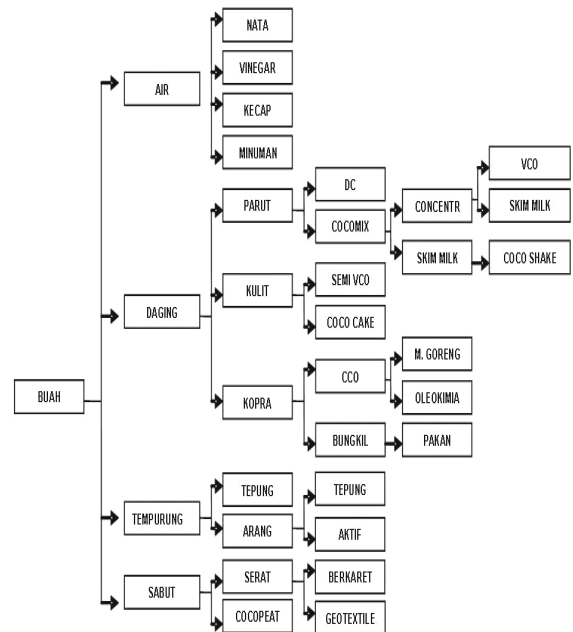 BUAH
AIR
NATA
VINEGAR
KECAP
MINUMAN
DAGING
PARUT
DC
COCOMIX
CONCENTR
VCO
SKIM MILK
SKIM MILK
COCO SHAKE
KULIT
SEMI VCO
COCO CAKE
KOPRA
CCO
M. GORENG
OLEOKIMIA
BUNGKIL
PAKAN
TEMPURUNG
TEPUNG
ARANG
TEPUNG
AKTIF
SABUT
SERAT
BERKARET
GEOTEXTILE
COCOPEAT